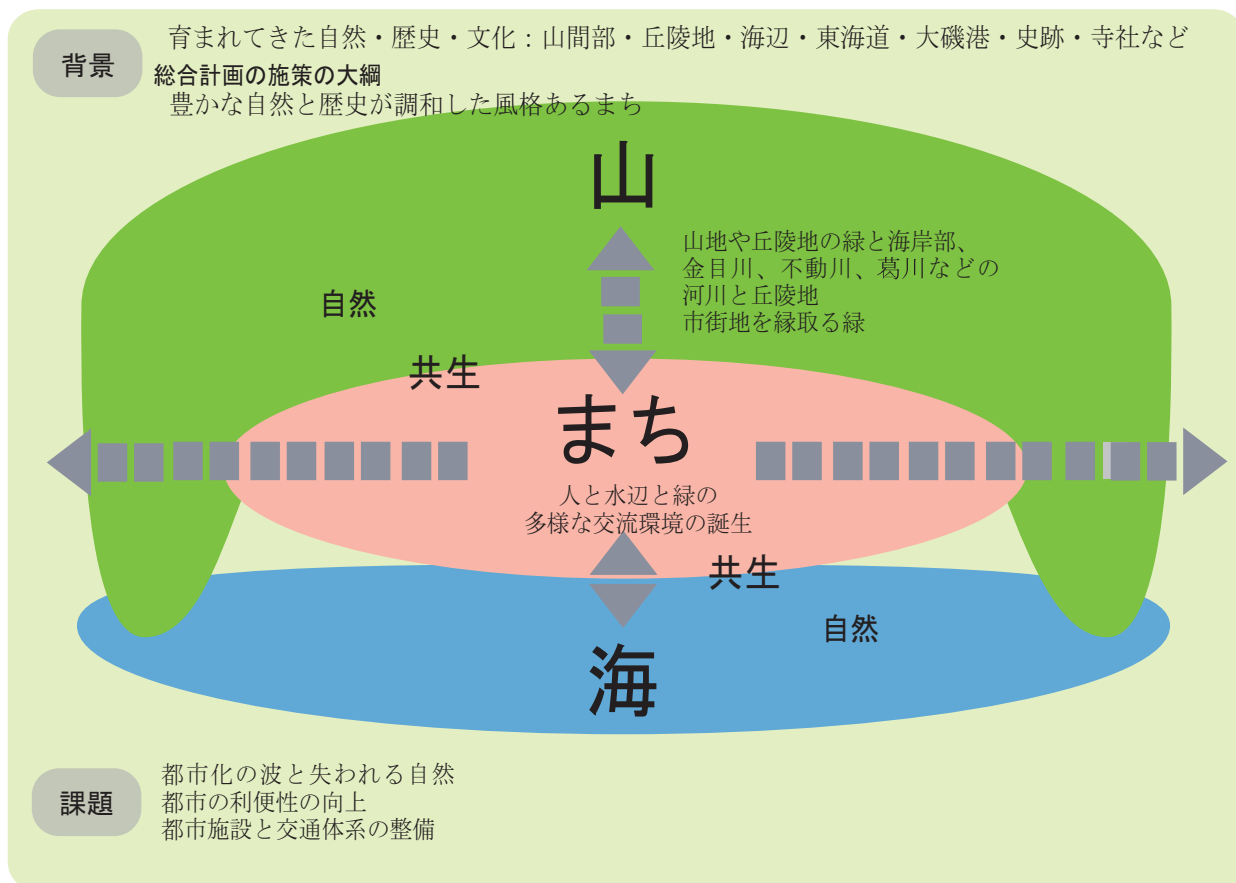 背景
育まれてきた自然・歴史・文化：山間部・丘陵地・海辺・東海道・大磯港・史跡・寺社など
総合計画の施策の大綱
豊かな自然と歴史が調和した風格あるまち
山
山地や丘陵地の緑と海岸部、
金目川、不動川、葛川などの
河川と丘陵地
市街地を縁取る緑
自然
共生
まち
人と水辺と緑の
多様な交流環境の誕生
共生
自然
海
課題
都市化の波と失われる自然
都市の利便性の向上
都市施設と交通体系の整備